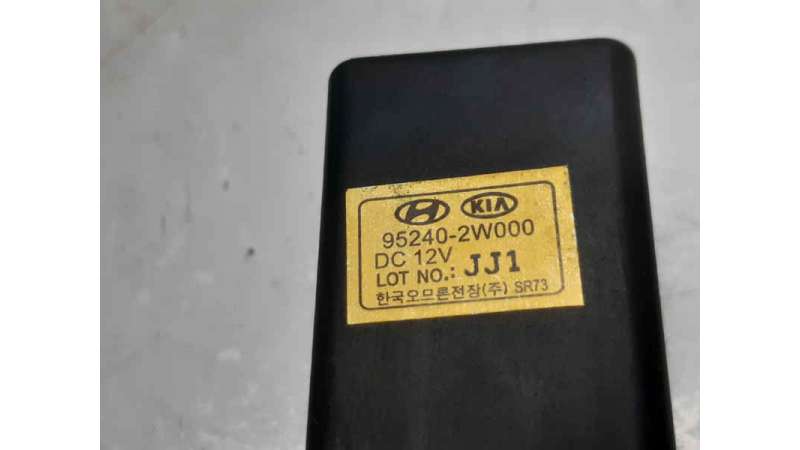 KIA
95240-2W000
DC 12V
LOT NO.: JJ1
한국오므론전장(주) SR73